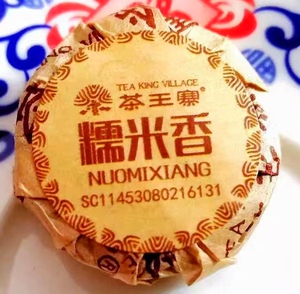 TEA KING VILLAGE
茶王寨®
糯米香
NUOMIXIANG
SC11453080216131